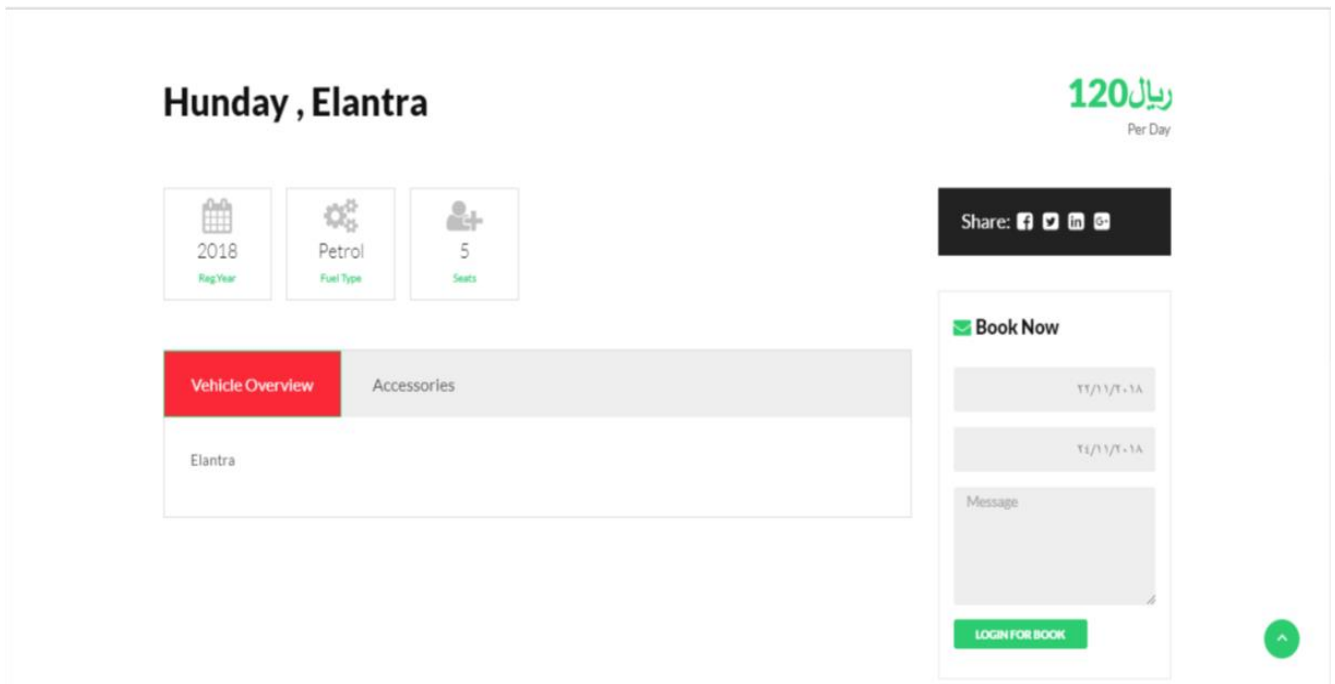 Hunday , Elantra
ريال120
Per Day
2018
Reg.Year
Petrol
Fuel Type
5
Seats
Share:
Book Now
٢٢/١١/٢٠١٨
٢٤/١١/٢٠١٨
Message
LOGIN FOR BOOK
Vehicle Overview
Accessories
Elantra